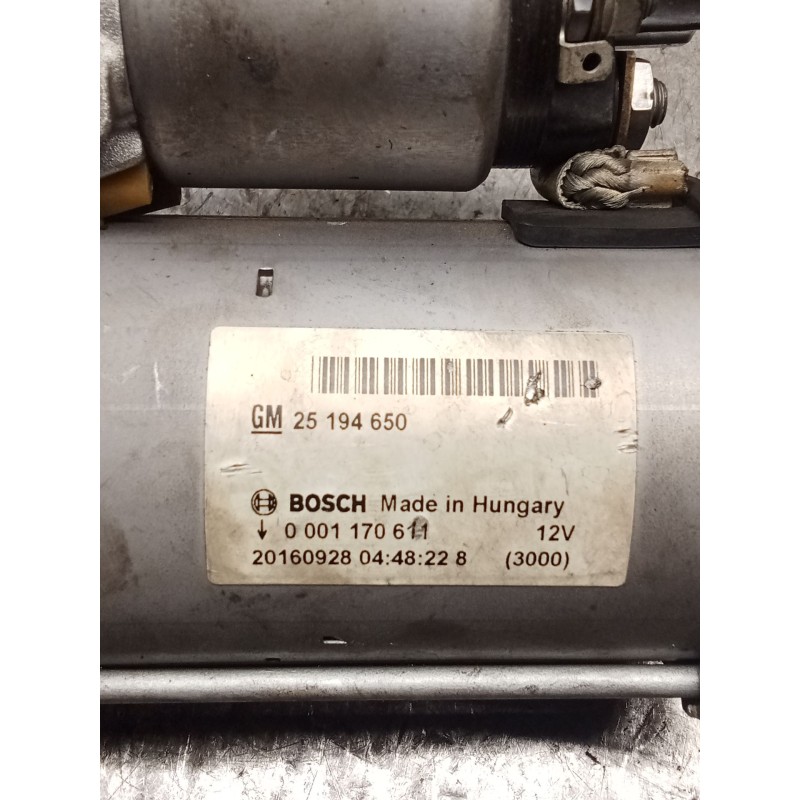 GM 25 194 650
BOSCH Made in Hungary
0 001 170 611 12V
20160928 04:48:22 8 (3000)